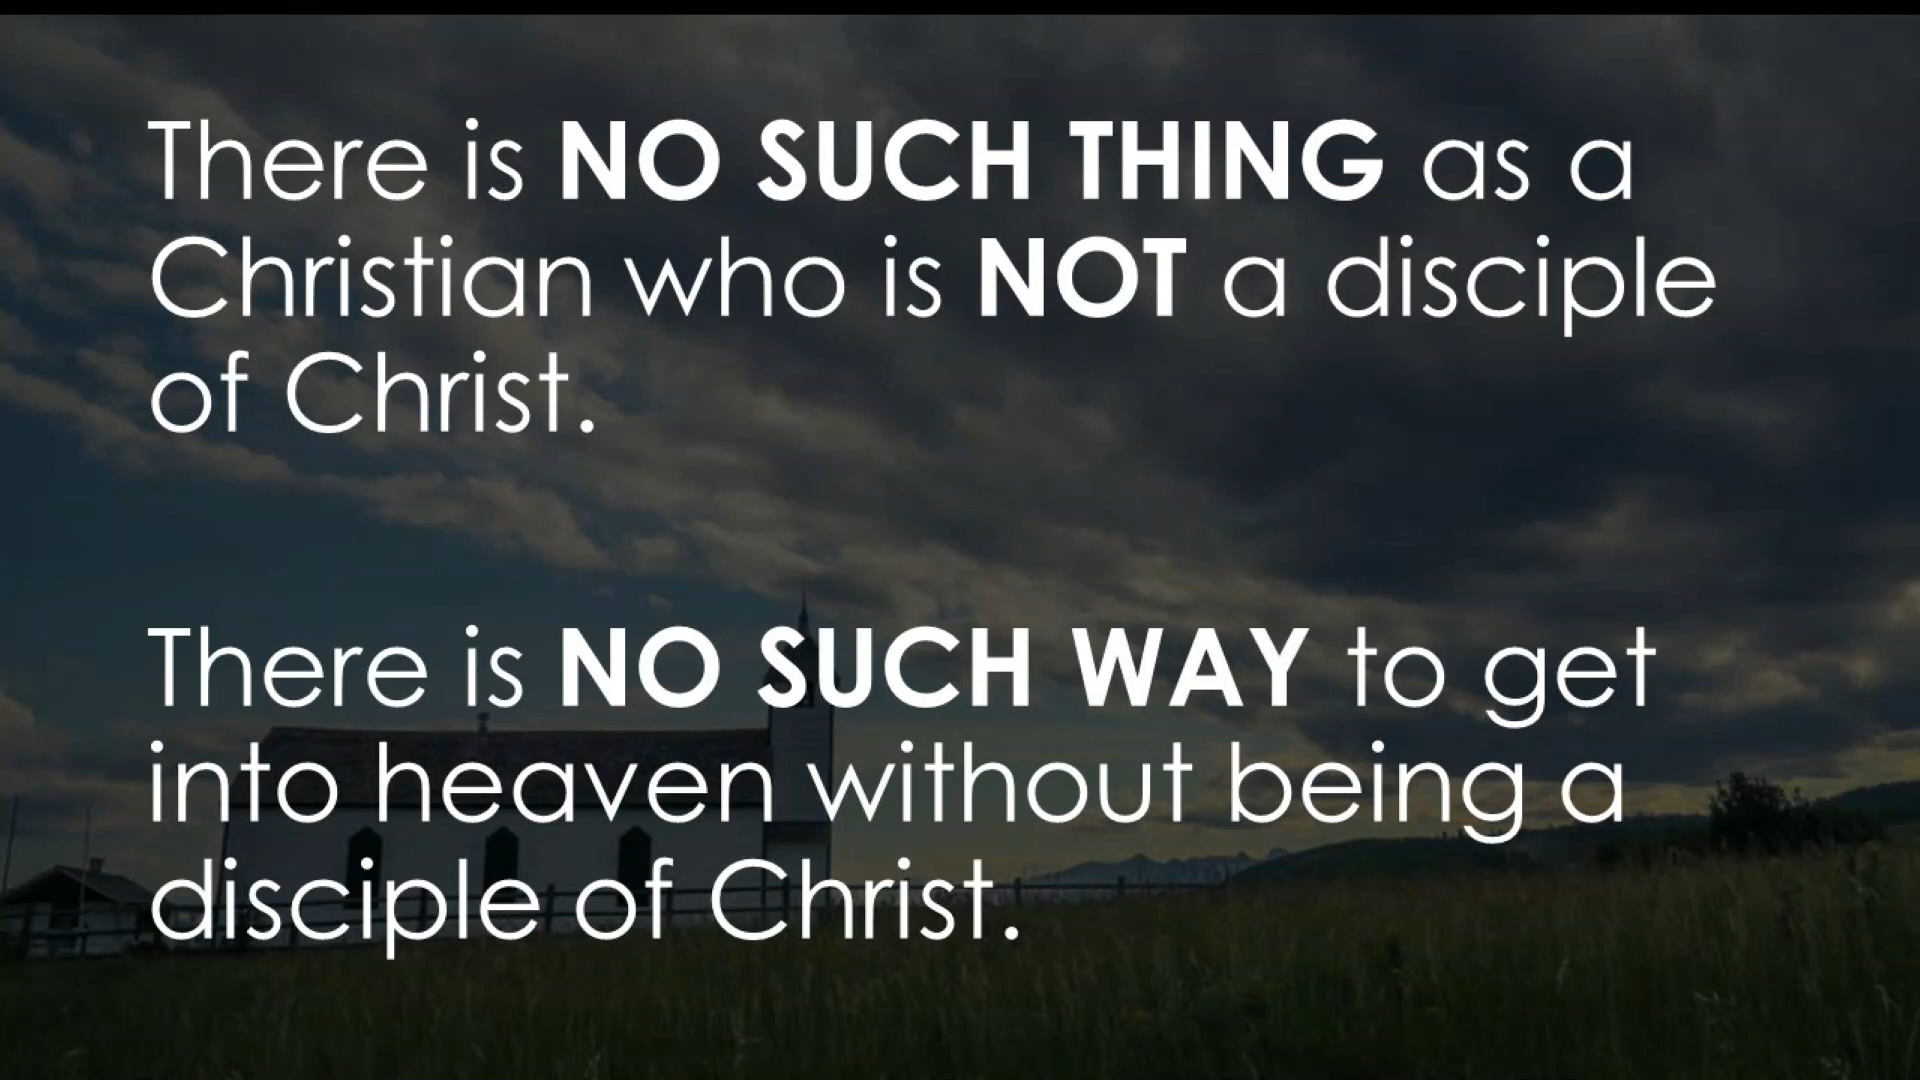 There is NO SUCH THING as a
Christian who is NOT a disciple
of Christ.
There is NO SUCH WAY to get
into heaven without being a
disciple of Christ.